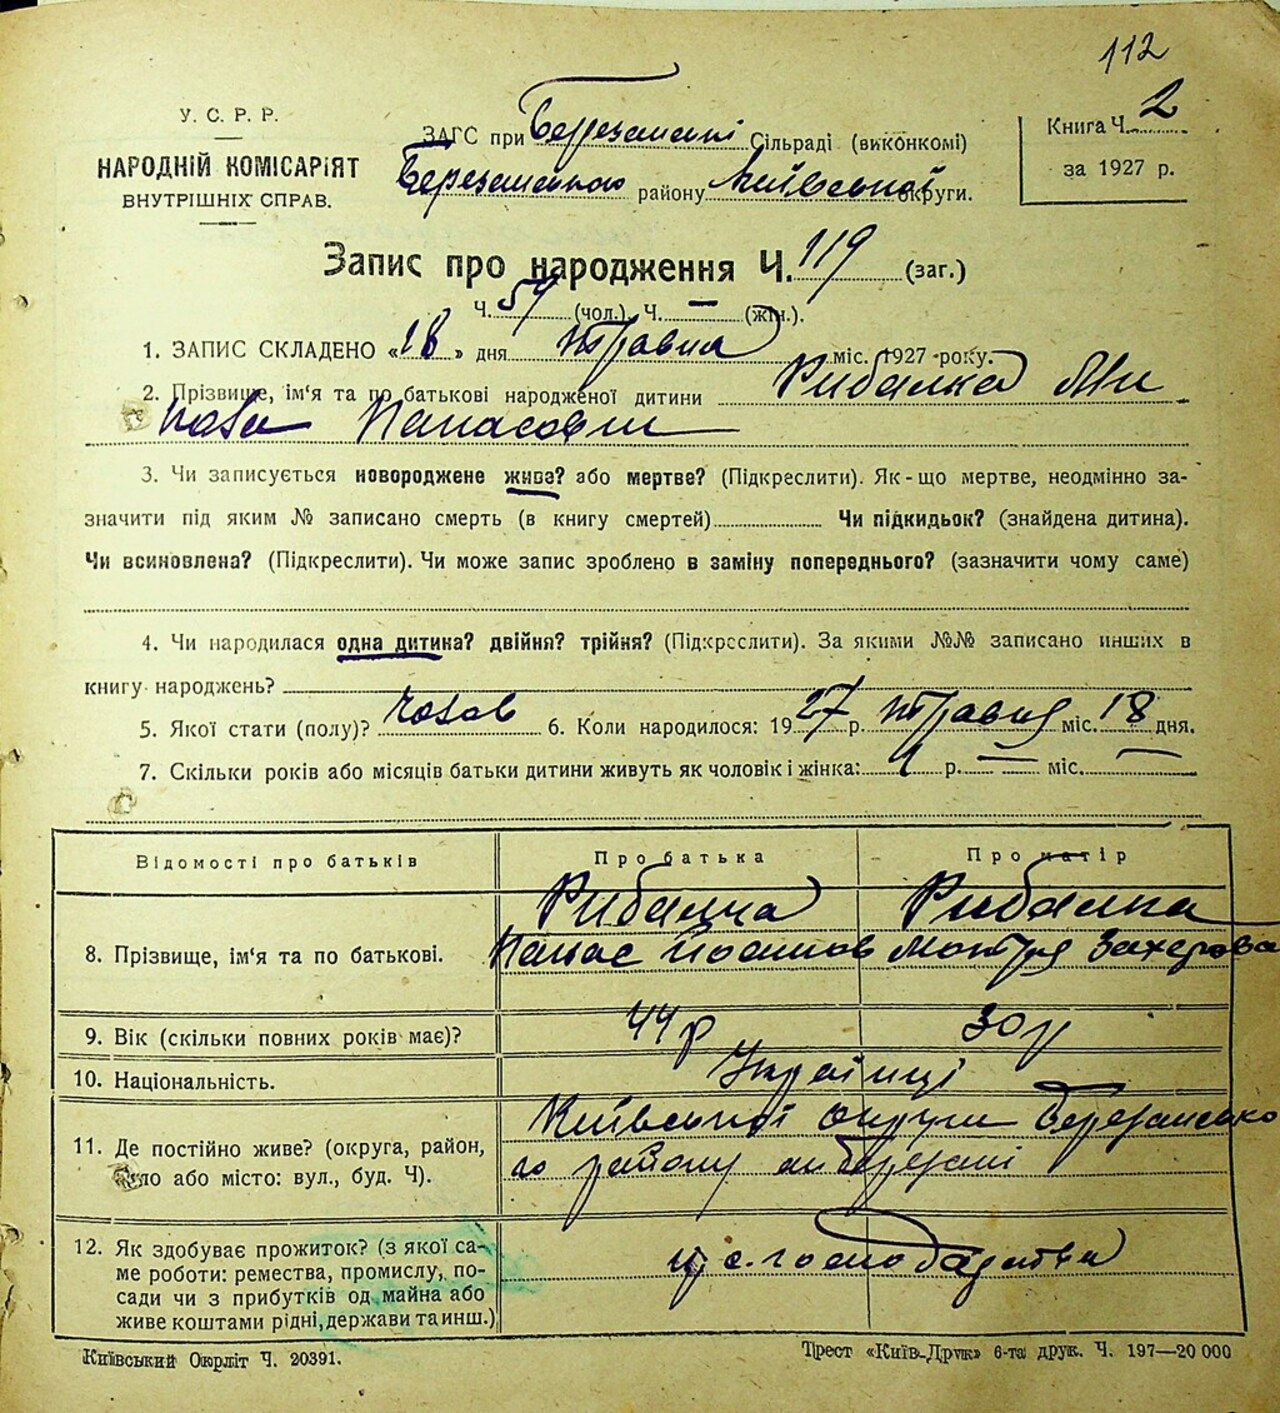 112
У. С. Р. Р.
НАРОДНІЙ КОМІСАРІЯТ
ВНУТРІШНІХ СПРАВ.
ЗАГС при Березанські Сільраді (виконкомі)
Березанського району Київської округи.
Книга Ч. 2
за 1927 р.
Запис про народження Ч. 119 (заг.)
Ч. 57 (чол.) Ч. — (жін.).
1. ЗАПИС СКЛАДЕНО «28» дня травня міс. 1927 року.
2. Прізвище, ім'я та по батькові народженої дитини Рибалка Ми
кола Панасович
3. Чи записується новороджене живе? або мертве? (Підкреслити). Як-що мертве, неодмінно за-
значити під яким № записано смерть (в книгу смертей) Чи підкидьок? (знайдена дитина).
Чи всиновлена? (Підкреслити). Чи може запис зроблено в заміну попереднього? (зазначити чому саме)
4. Чи народилася одна дитина? двійня? трійня? (Підкреслити). За якими №№ записано инших в
книгу народжень?
5. Якої стати (полу)? чолов 6. Коли народилося: 1927 р. травня міс. 18 дня.
7. Скільки років або місяців батьки дитини живуть як чоловік і жінка: р. — міс. —
Відомості про батьків Про батька Про матір
8. Прізвище, ім'я та по батькові.
Рибалка Рибалка
Панас Йосипов Мотря Захарова
9. Вік (скільки повних років має)? 44 р 30 р
10. Національність. Українці
11. Де постійно живе? (округа, район,
село або місто: вул., буд. Ч).
Київської округи Березансько
го району м Березані
12. Як здобуває прожиток? (з якої са-
ме роботи: ремества, промислу, по-
сади чи з прибутків од майна або
живе коштами рідні, держави та инш.)
з с. господарства
Київський Окрліт Ч. 20391.
Трест «Київ-Друк» 6-та друк. Ч. 197—20 000